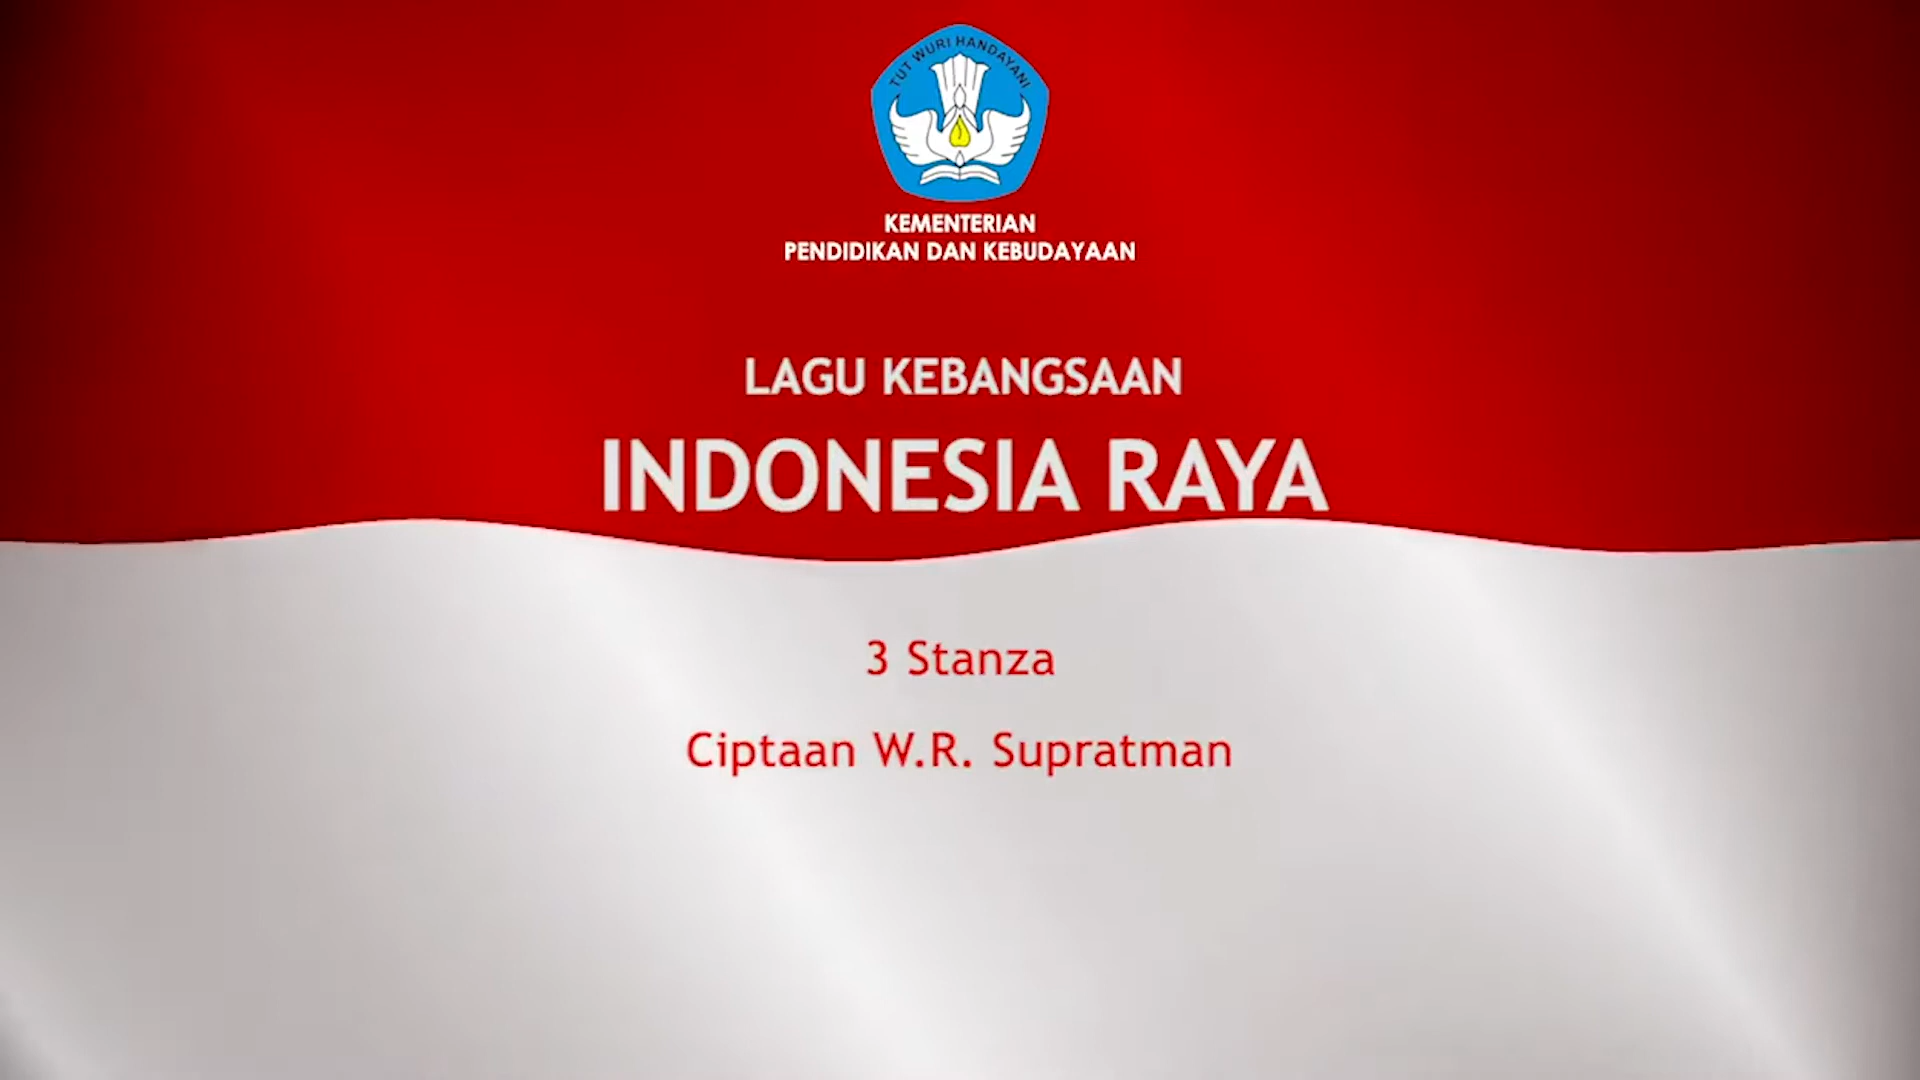 TUT WURI HANDAYANI
KEMENTERIAN
PENDIDIKAN DAN KEBUDAYAAN
LAGU KEBANGSAAN
INDONESIA RAYA
3 Stanza
Ciptaan W.R. Supratman